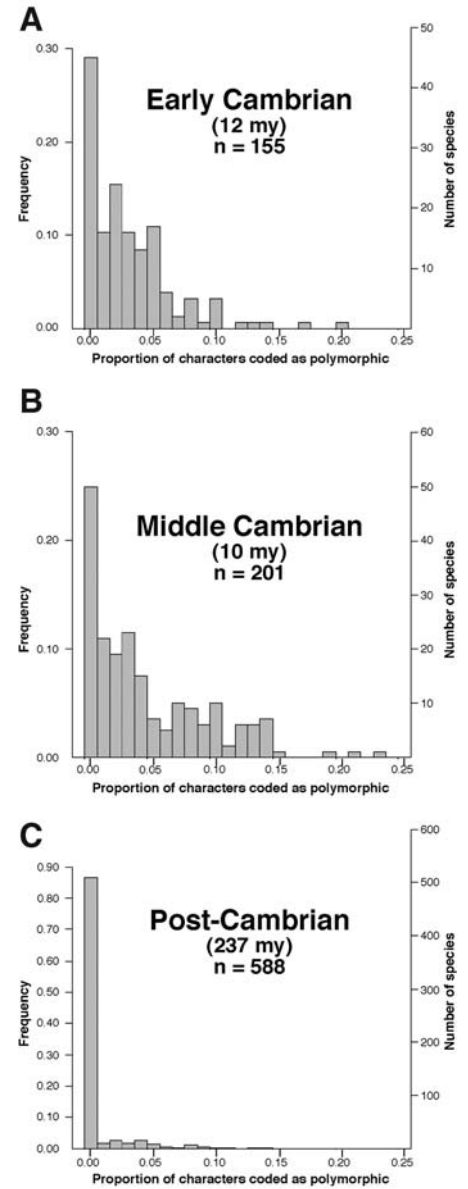 A
50
0.30
Early Cambrian
40
(12 my)
n = 155
0.20
30
Frequency
Number of species
20
0.10
10
0.00
0.00 0.05 0.10 0.15 0.20 0.25
Proportion of characters coded as polymorphic
B
0.30
60
Middle Cambrian
50
(10 my)
n = 201
0.20
40
Frequency
Number of species
30
0.10
20
10
0.00
0.00 0.05 0.10 0.15 0.20 0.25
Proportion of characters coded as polymorphic
C
600
0.90
Post-Cambrian
500
0.80
(237 my)
n = 588
0.70
400
0.60
Frequency
Number of species
0.50
300
0.40
0.30
200
0.20
100
0.10
0.00
0.00 0.05 0.10 0.15 0.20 0.25
Proportion of characters coded as polymorphic